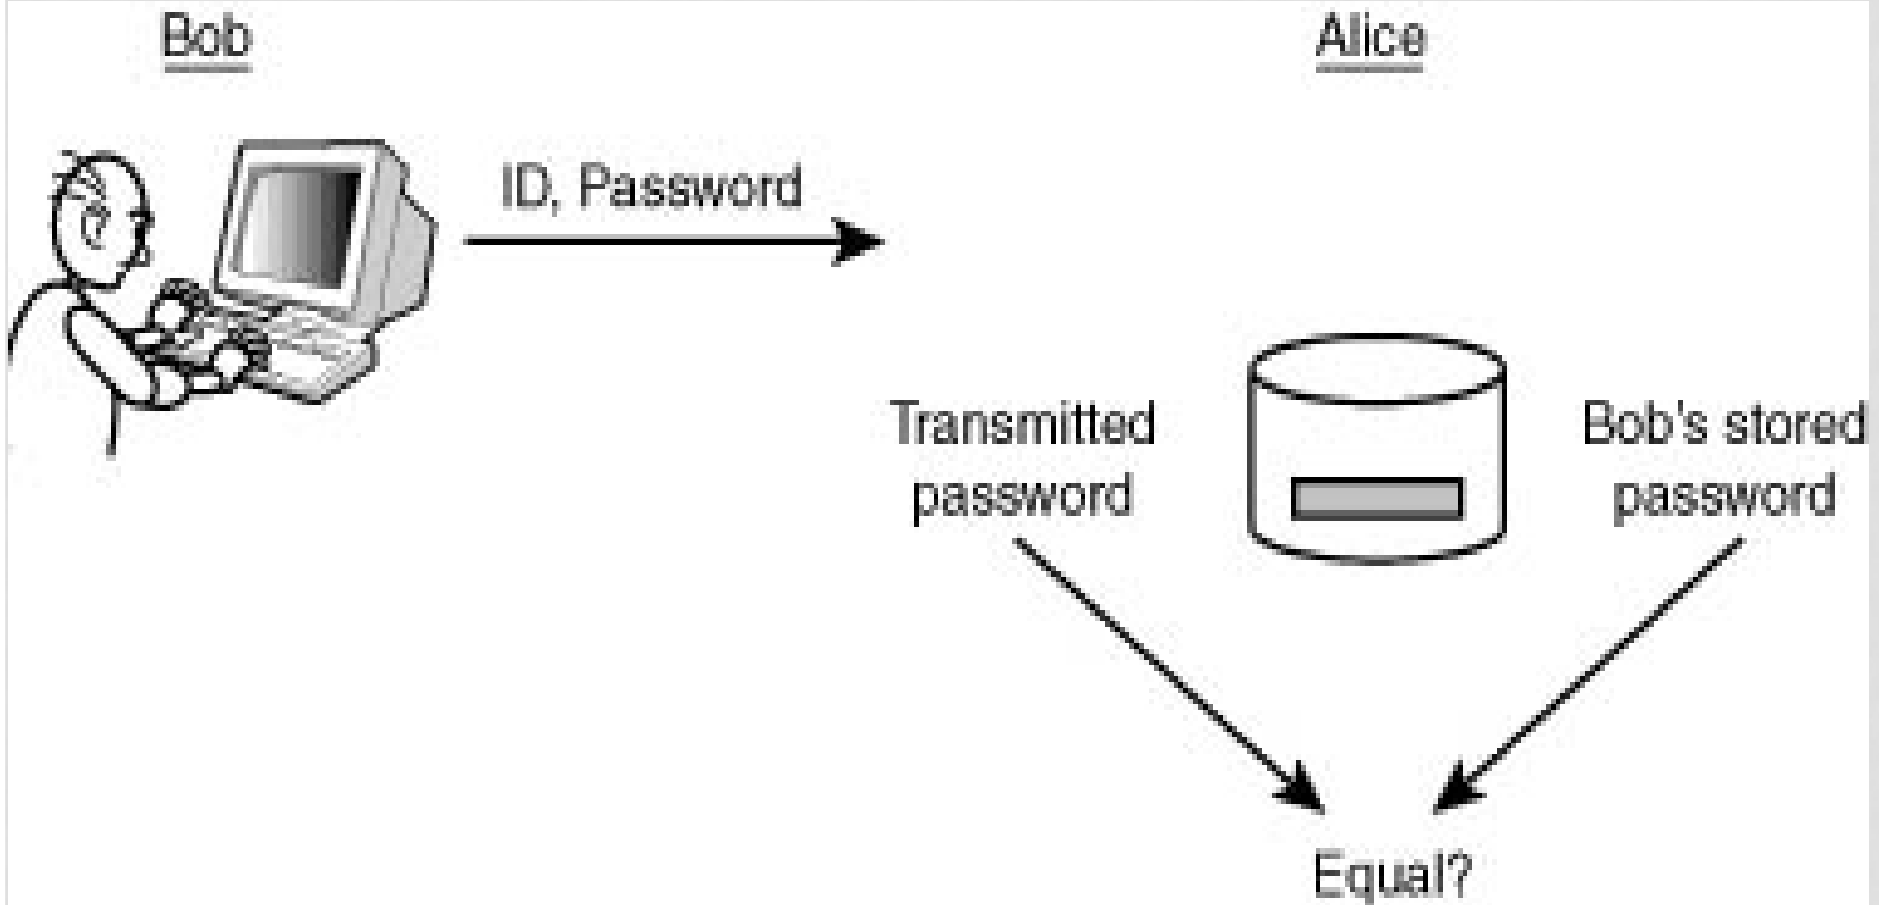 Bob
Alice
ID, Password
Transmitted
password
Bob's stored
password
Equal?